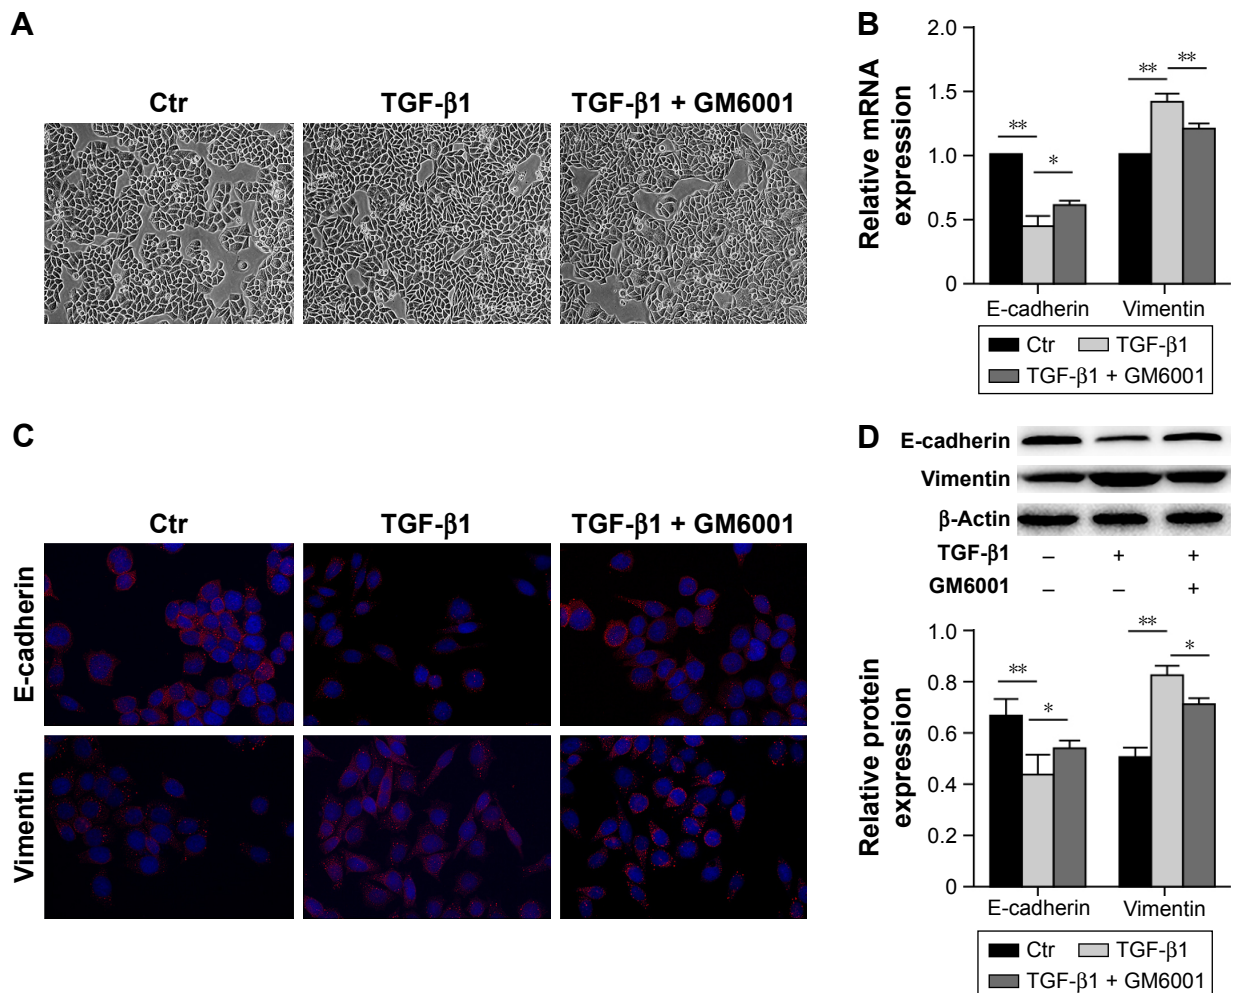 A
Ctr TGF-β1 TGF-β1 + GM6001
B
Relative mRNA
expression
2.0
1.5
1.0
0.5
0
** * ** **
E-cadherin Vimentin
Ctr TGF-β1
TGF-β1 + GM6001
C
Ctr TGF-β1 TGF-β1 + GM6001
E-cadherin
Vimentin
D
E-cadherin
Vimentin
β-Actin
TGF-β1 – + +
GM6001 – – +
Relative protein
expression
1.0
0.8
0.6
0.4
0.2
0
** * ** *
E-cadherin Vimentin
Ctr TGF-β1
TGF-β1 + GM6001